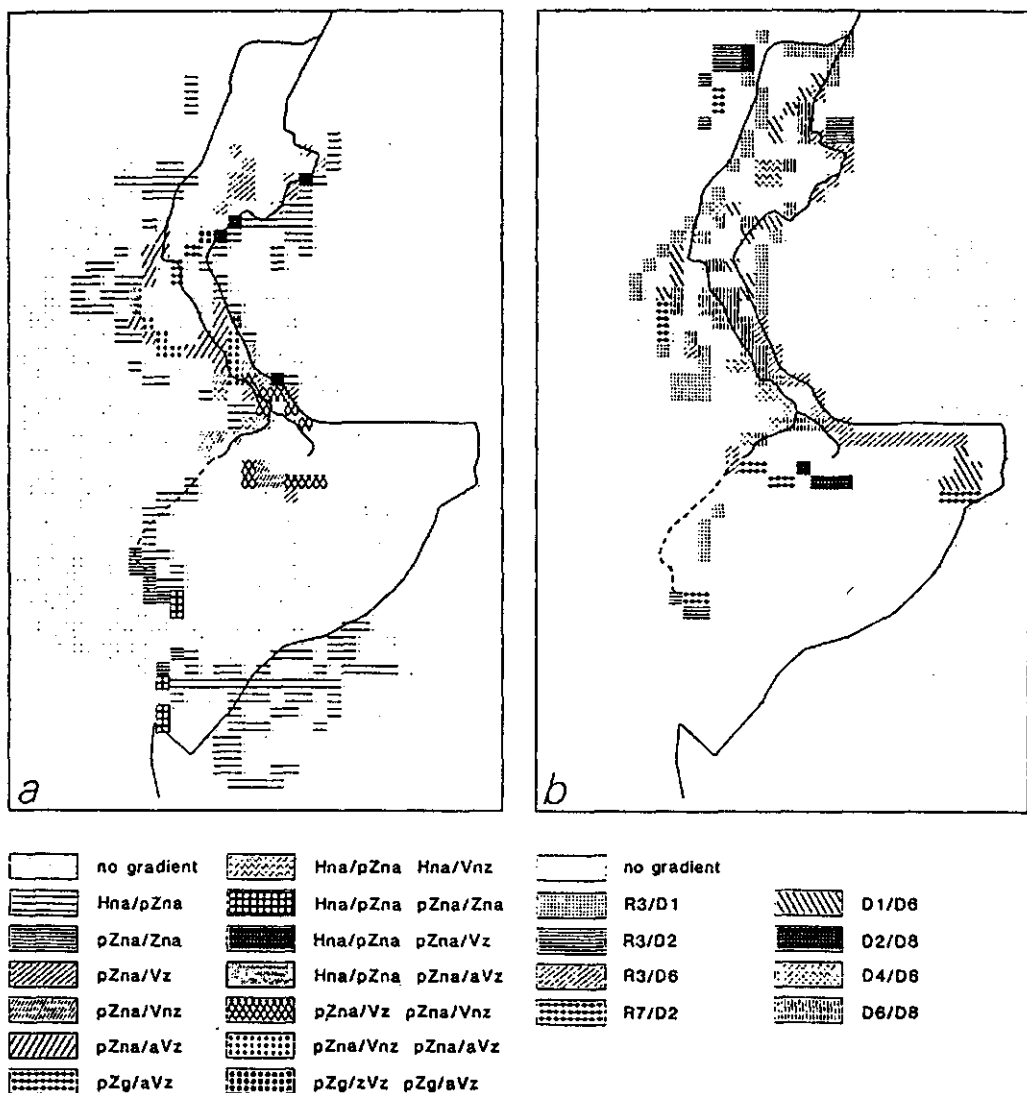 a
b
no gradient
Hna/pZna
pZna/Zna
pZna/Vz
pZna/Vnz
pZna/aVz
pZg/aVz
Hna/pZna Hna/Vnz
Hna/pZna pZna/Zna
Hna/pZna pZna/Vz
Hna/pZna pZna/aVz
pZna/Vz pZna/Vnz
pZna/Vnz pZna/aVz
pZg/zVz pZg/aVz
no gradient
R3/D1
R3/D2
R3/D6
R7/D2
D1/D6
D2/D8
D4/D6
D6/D8